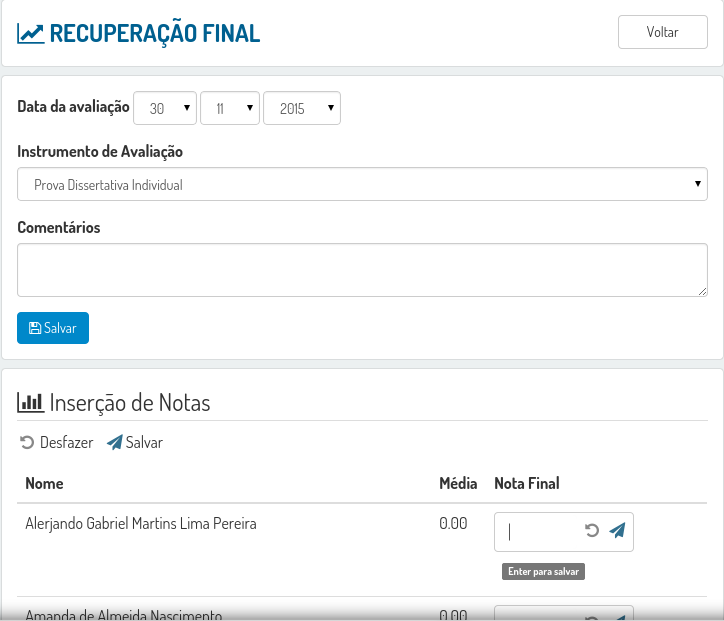 RECUPERAÇÃO FINAL
Voltar
Data da avaliação 30 11 2015
Instrumento de Avaliação
Prova Dissertativa Individual
Comentários
Salvar
Inserção de Notas
Desfazer Salvar
Nome Média Nota Final
Alerjando Gabriel Martins Lima Pereira 0.00
Enter para salvar
Amanda de Almeida Nascimento 0.00